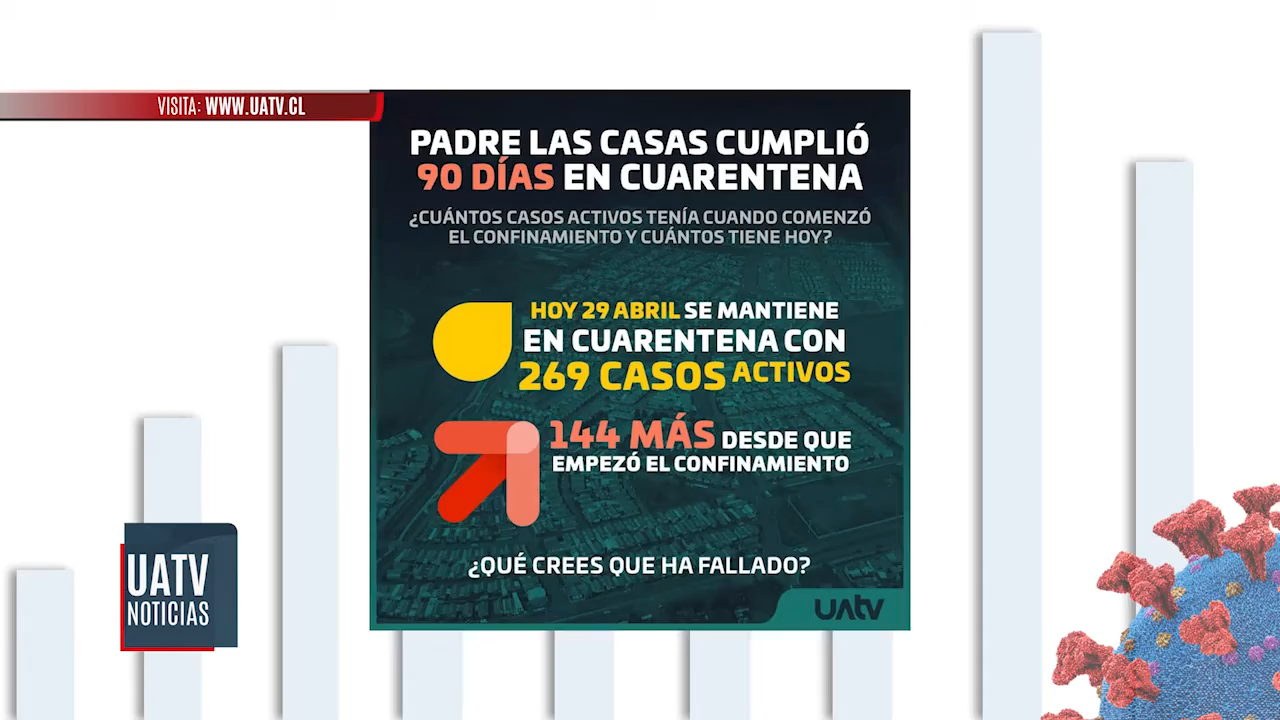 VISITA: WWW.UATV.CL
PADRE LAS CASAS CUMPLIÓ
90 DÍAS EN CUARENTENA
¿CUÁNTOS CASOS ACTIVOS TENÍA CUANDO COMENZÓ
EL CONFINAMIENTO Y CUÁNTOS TIENE HOY?
HOY 29 ABRIL SE MANTIENE
EN CUARENTENA CON
269 CASOS ACTIVOS
144 MÁS DESDE QUE
EMPEZÓ EL CONFINAMIENTO
¿QUÉ CREES QUE HA FALLADO?
UATV
UATV
NOTICIAS